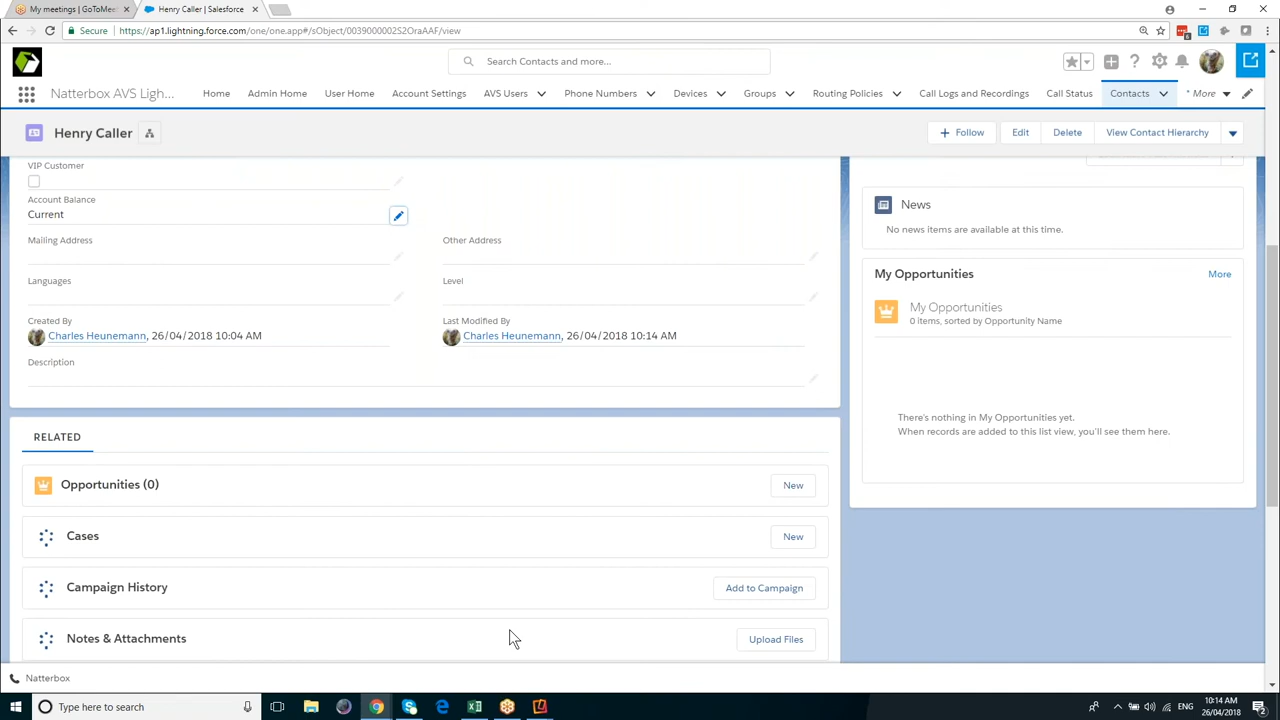 My meetings | GoToMee
Henry Caller | Salesforce
Secure
https://ap1.lightning.force.com/one/one.app#/sObject/0039000002S2OraAAF/view
Search Contacts and more...
Natterbox AVS Ligh...
Home
Admin Home
User Home
Account Settings
AVS Users
Phone Numbers
Devices
Groups
Routing Policies
Call Logs and Recordings
Call Status
Contacts
* More
Henry Caller
+ Follow
Edit
Delete
View Contact Hierarchy
VIP Customer
Account Balance
Current
Mailing Address
Other Address
Languages
Level
Created By
Last Modified By
Charles Heunemann, 26/04/2018 10:04 AM
Charles Heunemann, 26/04/2018 10:14 AM
Description
News
No news items are available at this time.
My Opportunities
More
My Opportunities
0 items, sorted by Opportunity Name
There's nothing in My Opportunities yet.
When records are added to this list view, you'll see them here.
RELATED
Opportunities (0)
New
Cases
New
Campaign History
Add to Campaign
Notes & Attachments
Upload Files
Natterbox
Type here to search
ENG
10:14 AM
26/04/2018
2